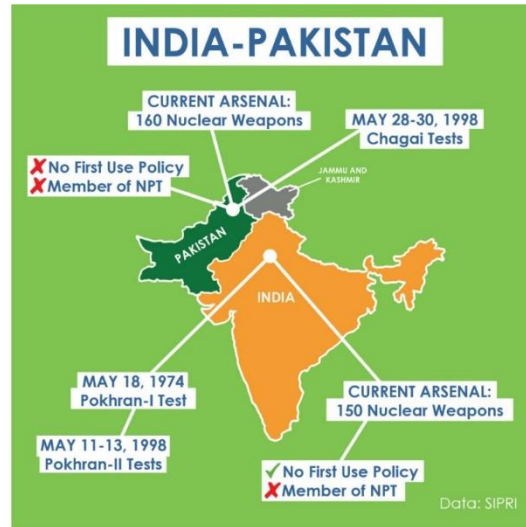 INDIA-PAKISTAN
CURRENT ARSENAL:
160 Nuclear Weapons
MAY 28-30, 1998
Chagai Tests
✗ No First Use Policy
✗ Member of NPT
JAMMU AND
KASHMIR
PAKISTAN
INDIA
MAY 18, 1974
Pokhran-I Test
MAY 11-13, 1998
Pokhran-II Tests
CURRENT ARSENAL:
150 Nuclear Weapons
✓ No First Use Policy
✗ Member of NPT
Data: SIPRI